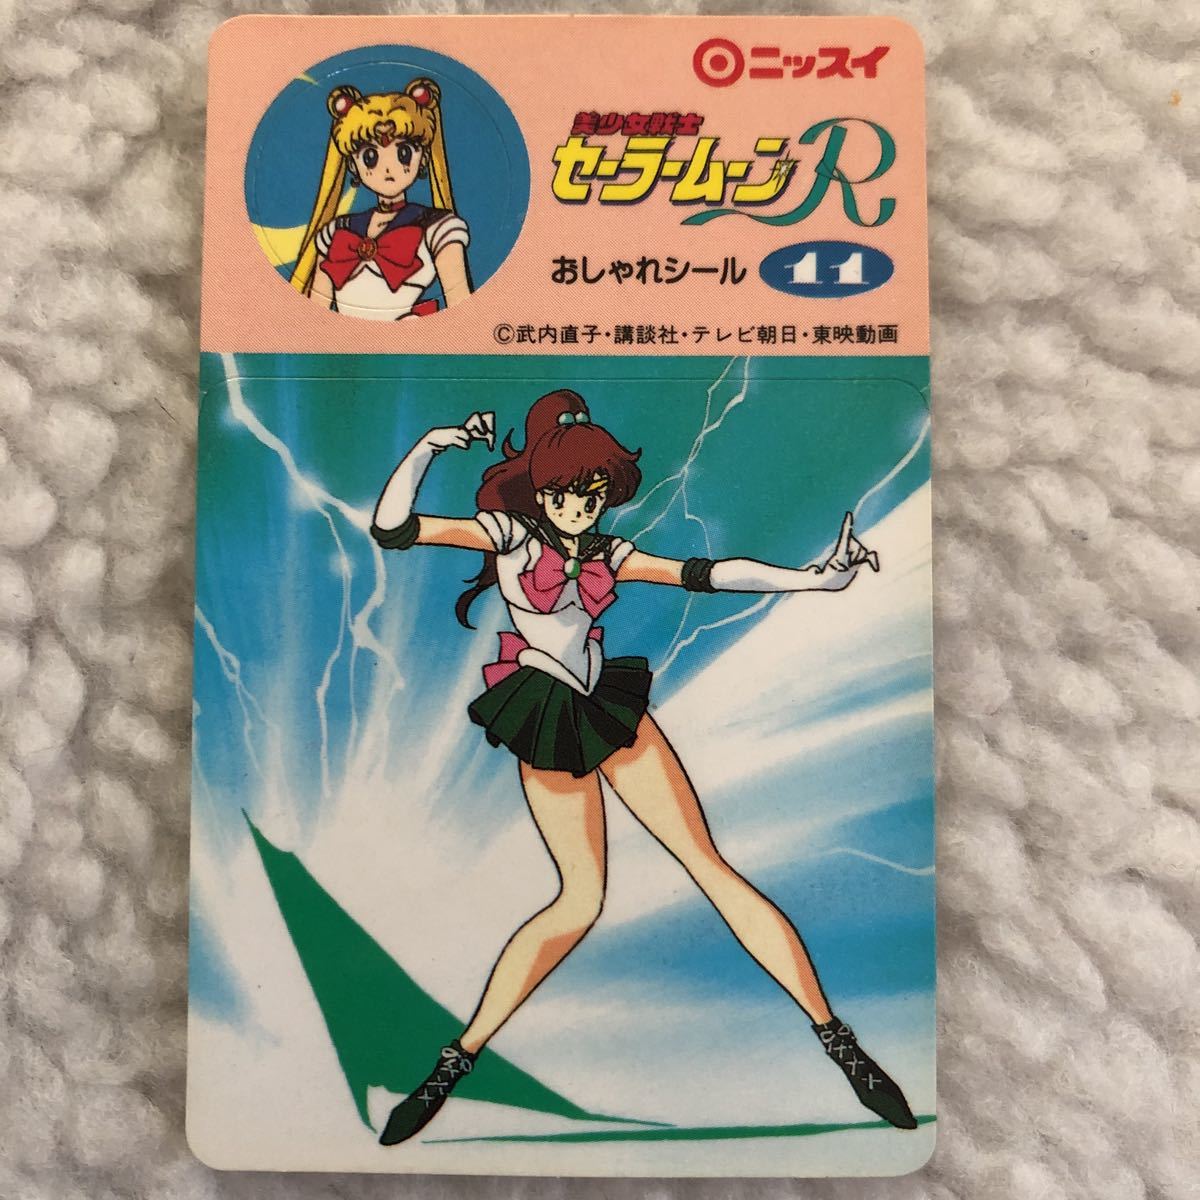 ニッスイ
美少女戦士
セーラームーンR
おしゃれシール 11
©武内直子・講談社・テレビ朝日・東映動画